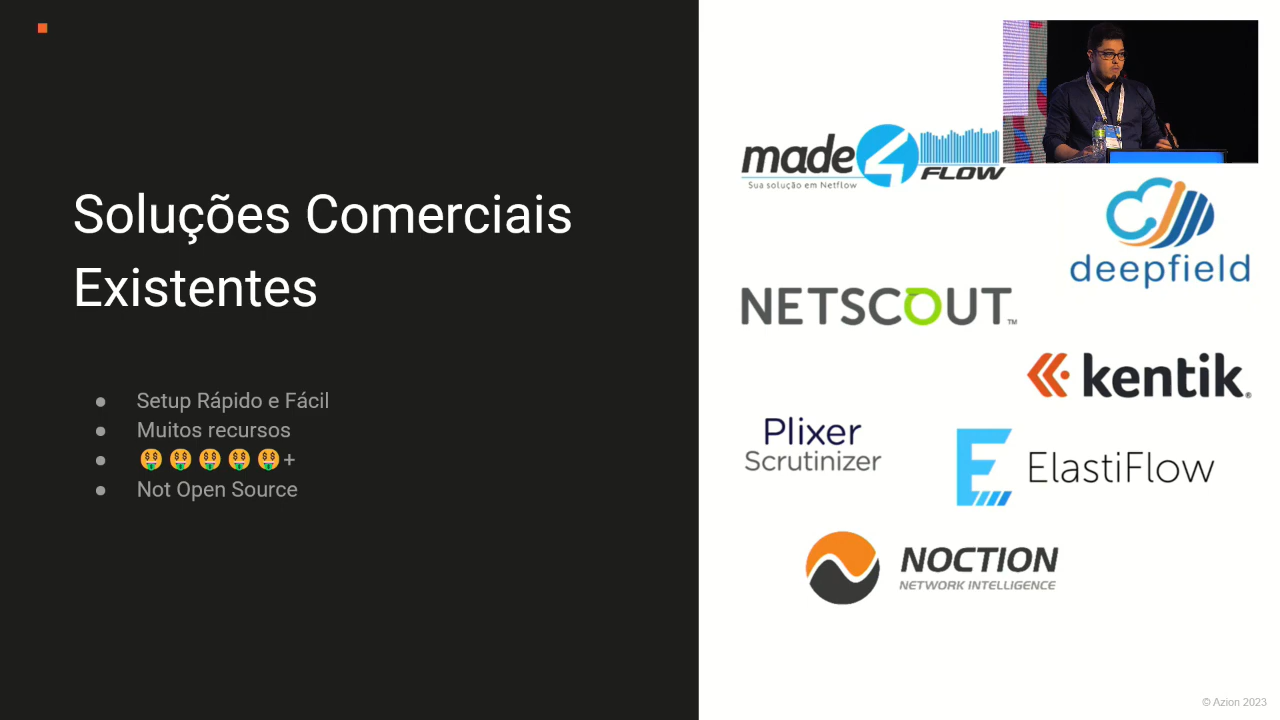 Soluções Comerciais
Existentes
● Setup Rápido e Fácil
● Muitos recursos
● 🤑🤑🤑🤑🤑+
● Not Open Source
made4FLOW
Sua solução em Netflow
deepfield
NETSCOUT™
kentik®
Plixer
Scrutinizer
ElastiFlow
NOCTION
NETWORK INTELLIGENCE
© Azion 2023